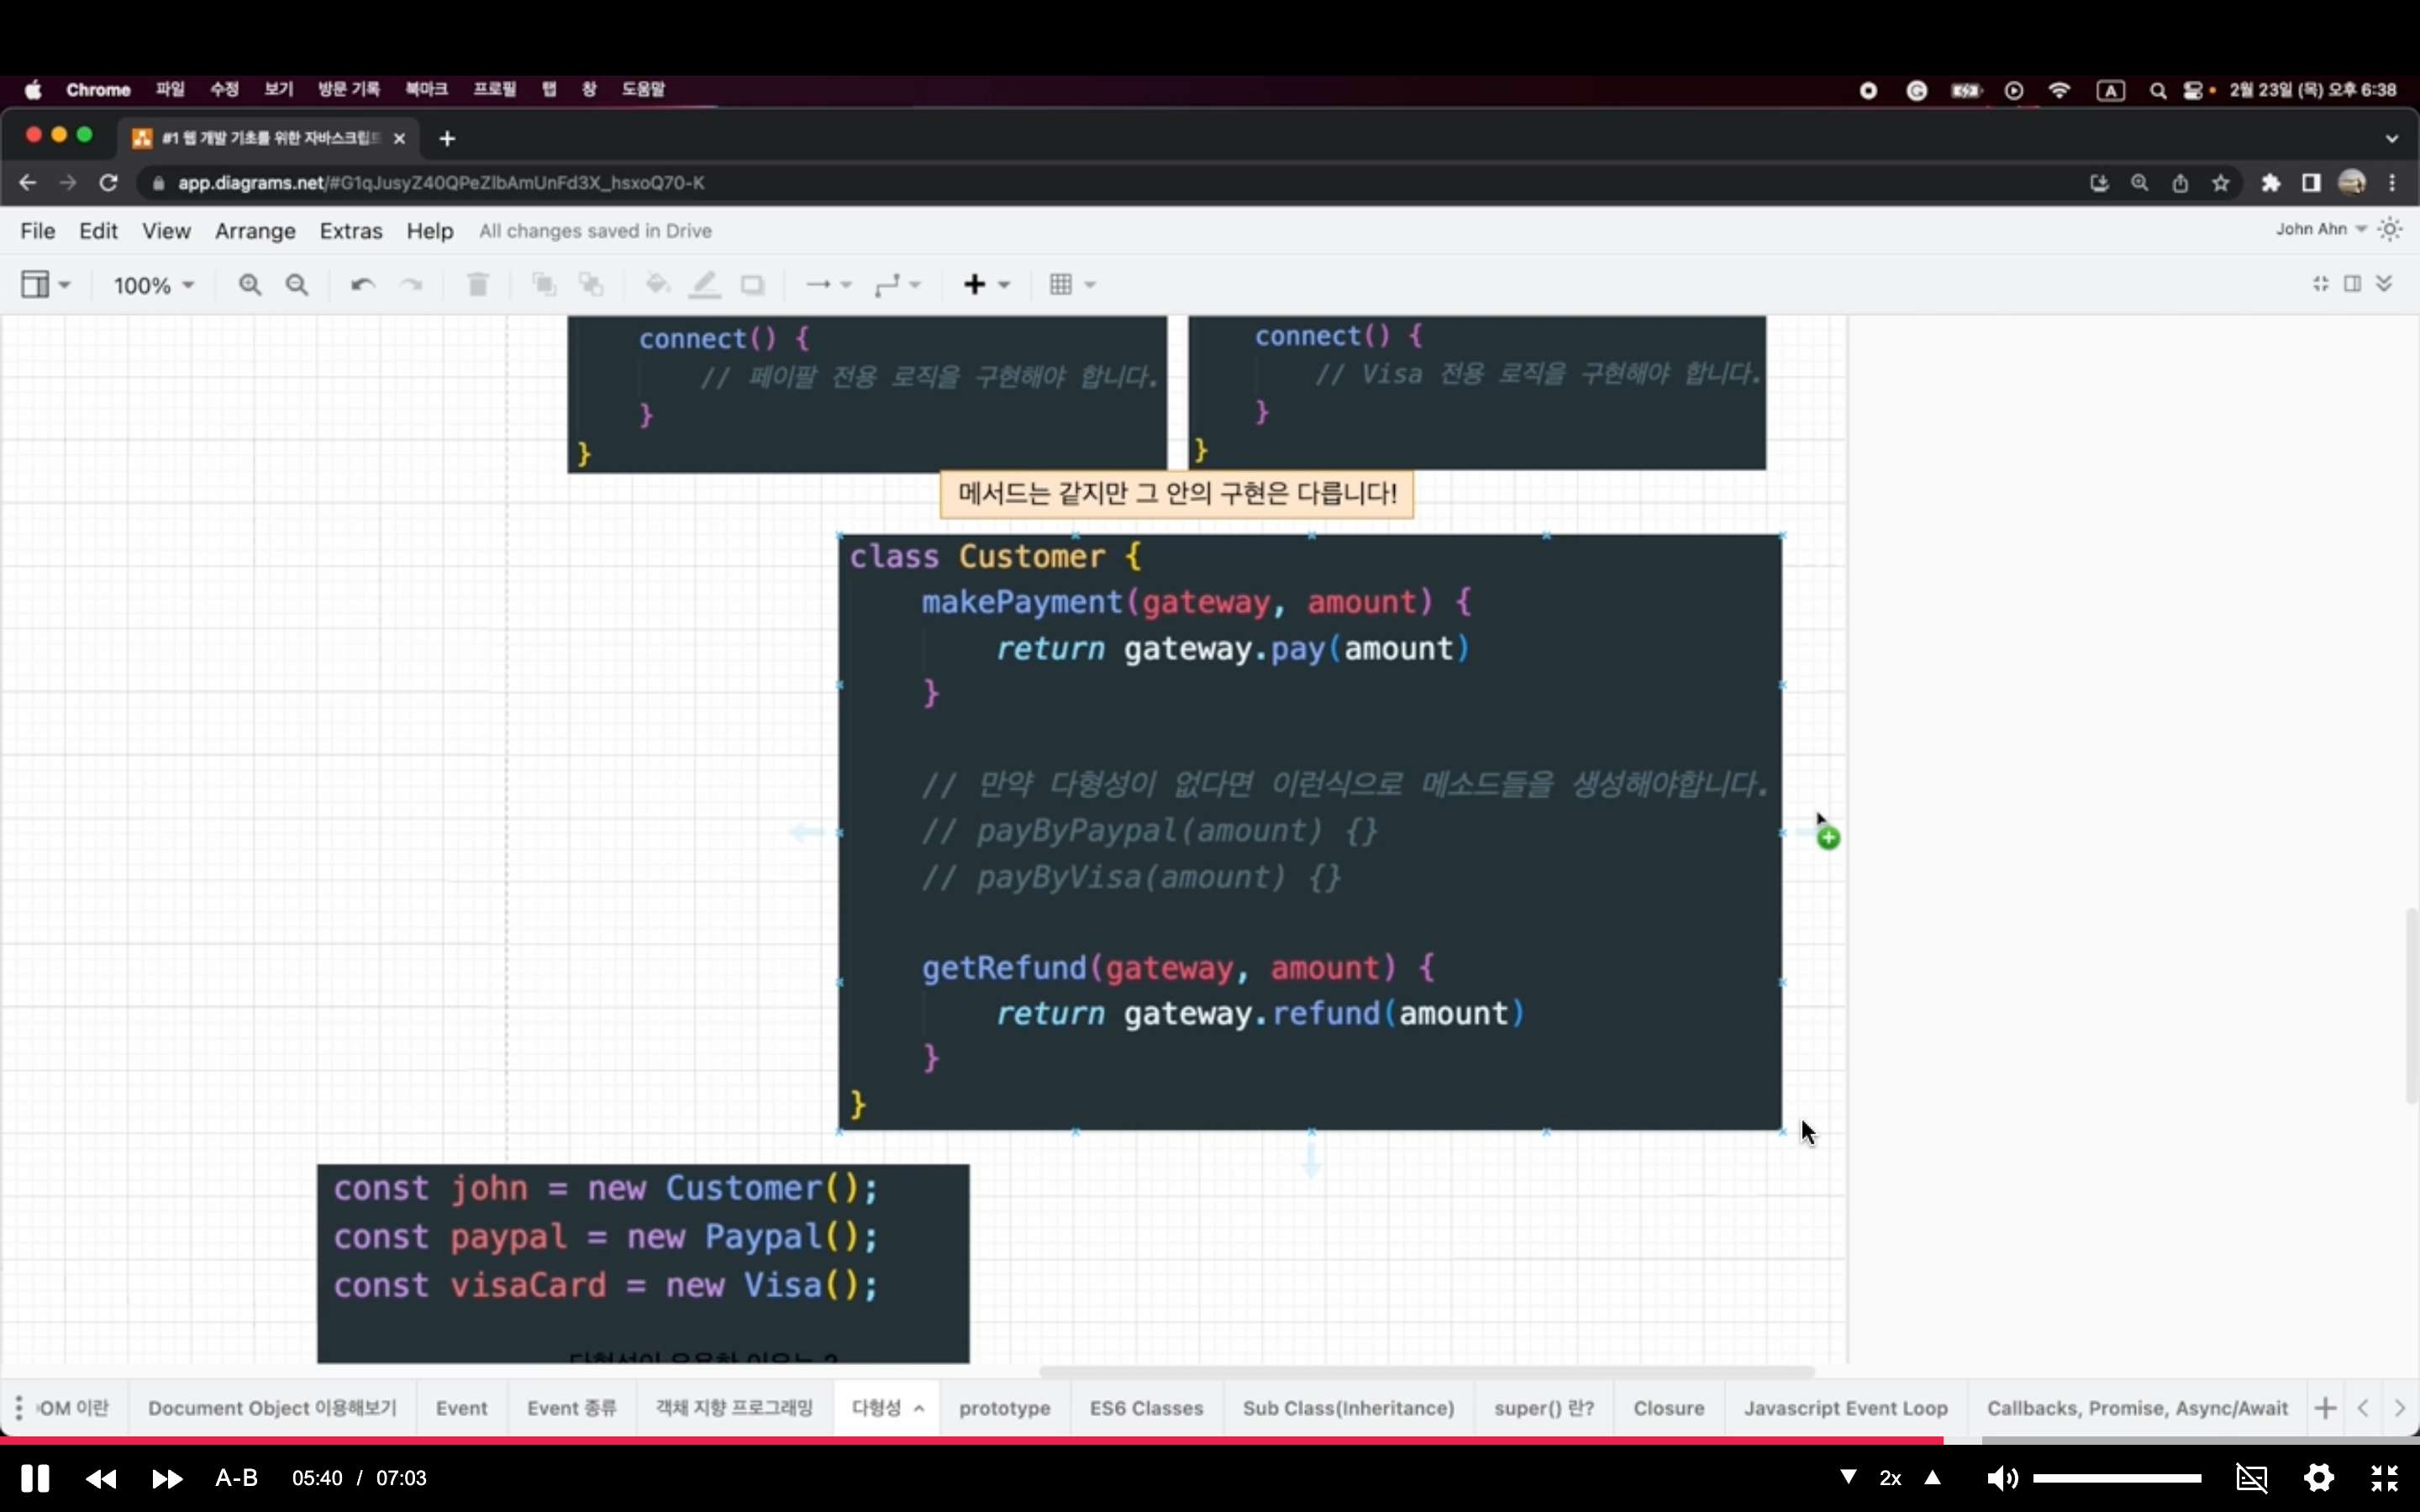 Chrome 파일 수정 보기 방문 기록 북마크 프로필 탭 창 도움말 A 2월 23일 (목) 오후 6:38
#1 웹 개발 기초를 위한 자바스크립트
app.diagrams.net/#G1qJusyZ40QPeZlbAmUnFd3X_hsxoQ70-K
File Edit View Arrange Extras Help All changes saved in Drive John Ahn
100%
connect() {
// 페이팔 전용 로직을 구현해야 합니다.
}
}
connect() {
// Visa 전용 로직을 구현해야 합니다.
}
}
메서드는 같지만 그 안의 구현은 다릅니다!
class Customer {
makePayment(gateway, amount) {
return gateway.pay(amount)
}
// 만약 다형성이 없다면 이런식으로 메소드들을 생성해야합니다.
// payByPaypal(amount) {}
// payByVisa(amount) {}
getRefund(gateway, amount) {
return gateway.refund(amount)
}
}
const john = new Customer();
const paypal = new Paypal();
const visaCard = new Visa();
OM 이란 Document Object 이용해보기 Event Event 종류 객체 지향 프로그래밍 다형성 prototype ES6 Classes Sub Class(Inheritance) super() 란? Closure Javascript Event Loop Callbacks, Promise, Async/Await
A-B 05:40 / 07:03 2x